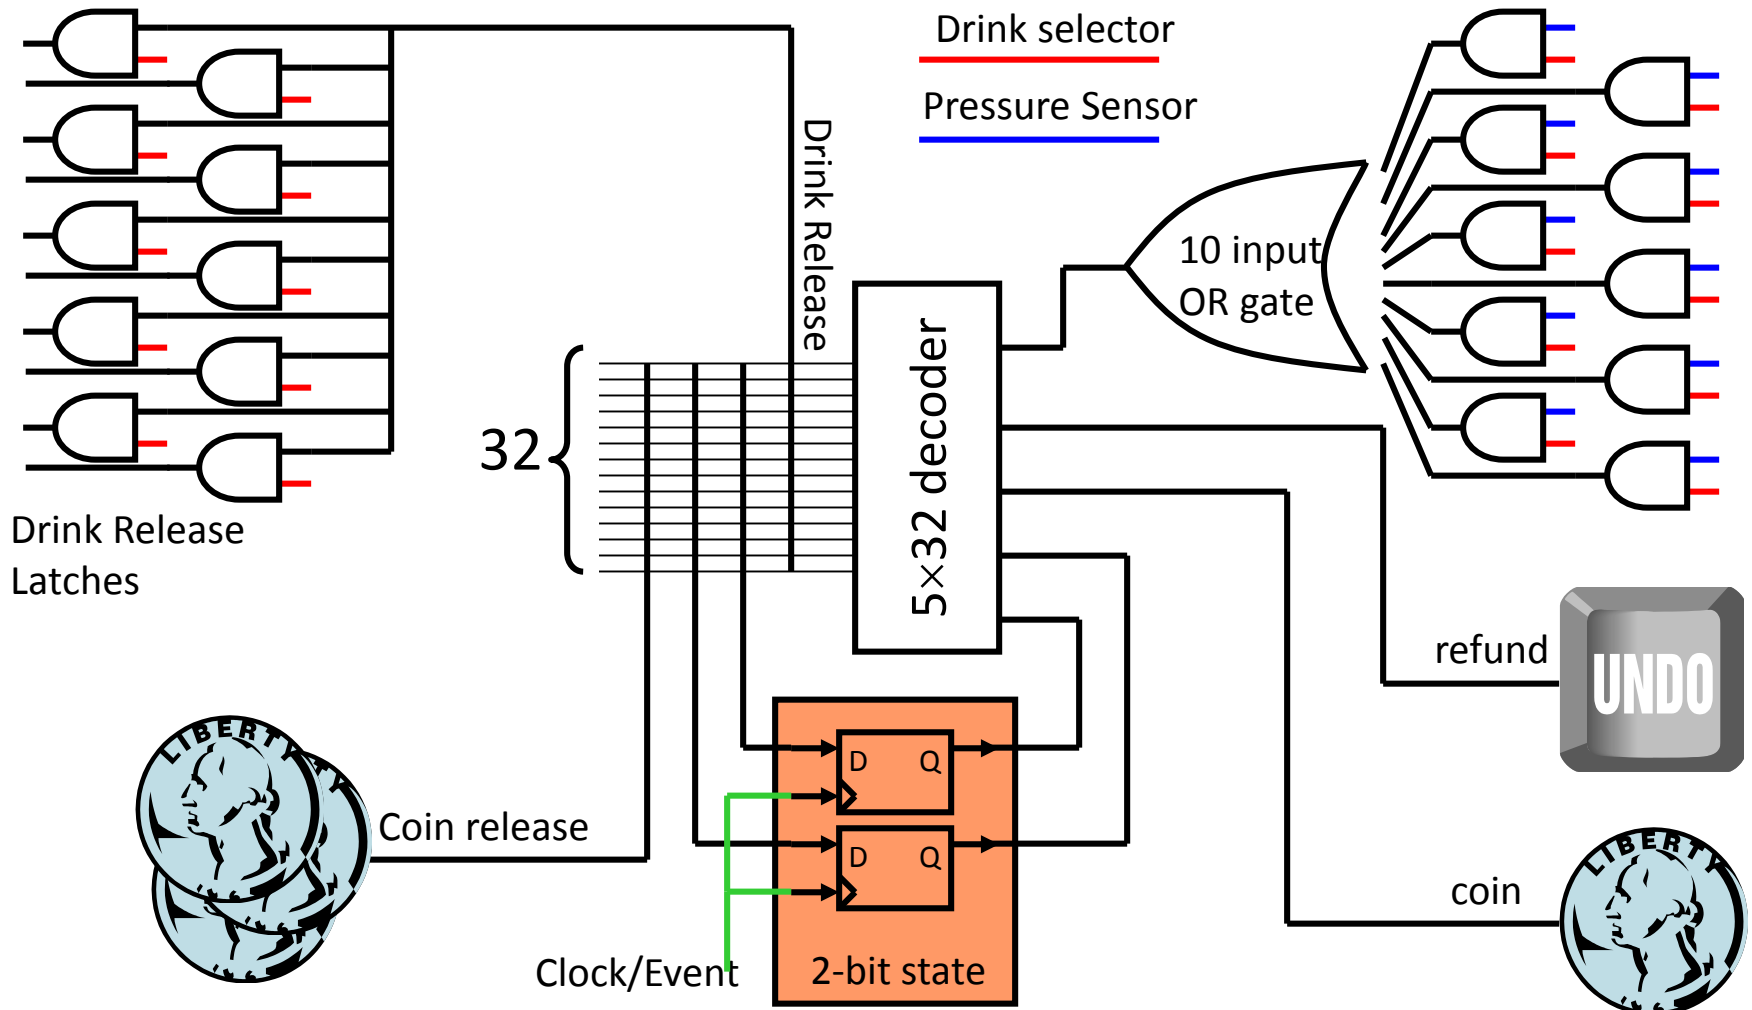 Drink selector
Pressure Sensor
Drink Release
10 input
OR gate
32
5×32 decoder
Drink Release
Latches
refund
UNDO
LIBERTY
Coin release
D Q
D Q
coin
LIBERTY
Clock/Event
2-bit state